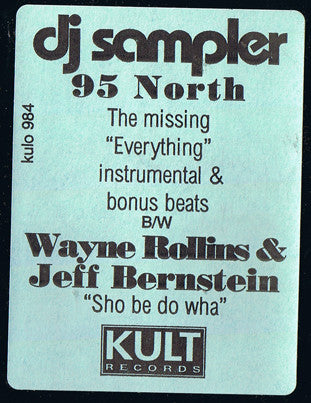 dj sampler
95 North
The missing
"Everything"
instrumental &
bonus beats
B/W
Wayne Rollins &
Jeff Bernstein
"Sho be do wha"
KULT
RECORDS
kulo 984